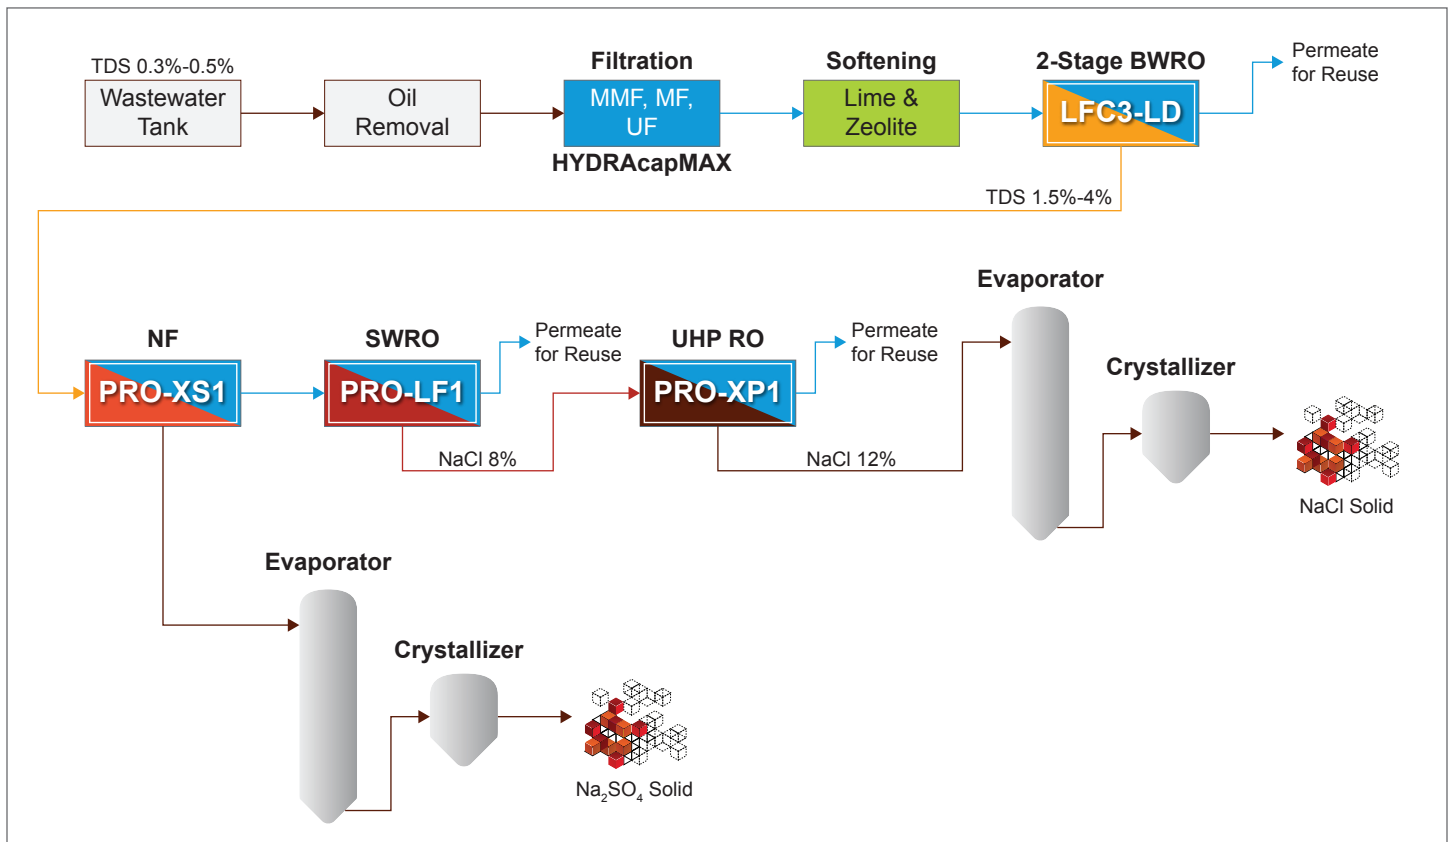 TDS 0.3%-0.5%
Wastewater
Tank
Oil
Removal
Filtration
MMF, MF,
UF
HYDRAcapMAX
Softening
Lime &
Zeolite
2-Stage BWRO
LFC3-LD
Permeate
for Reuse
TDS 1.5%-4%
NF
PRO-XS1
SWRO
PRO-LF1
Permeate
for Reuse
NaCl 8%
UHP RO
PRO-XP1
Permeate
for Reuse
NaCl 12%
Evaporator
Crystallizer
NaCl Solid
Evaporator
Crystallizer
Na₂SO₄ Solid